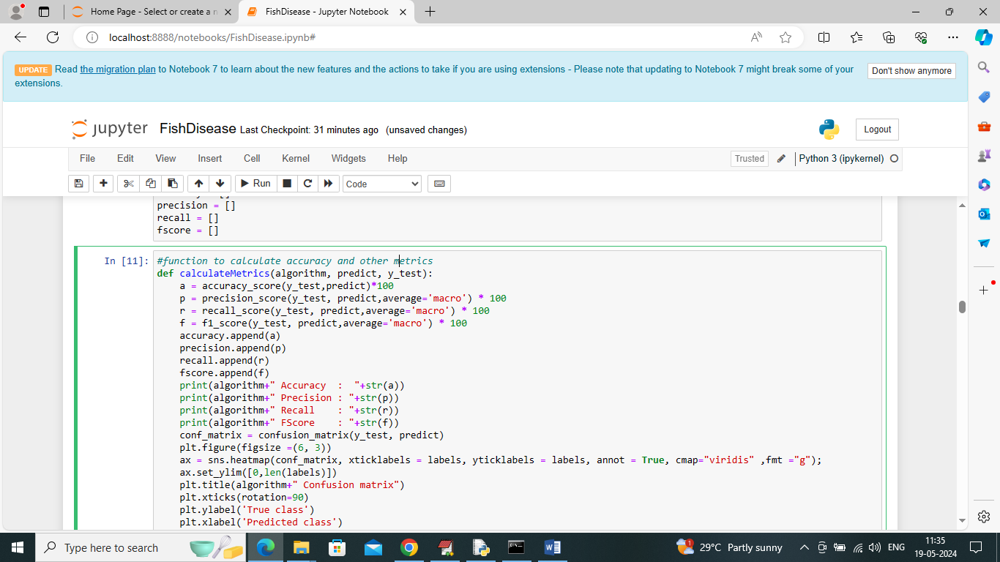 Home Page - Select or create a n
FishDisease - Jupyter Notebook
localhost:8888/notebooks/FishDisease.ipynb#
UPDATE Read the migration plan to Notebook 7 to learn about the new features and the actions to take if you are using extensions - Please note that updating to Notebook 7 might break some of your
extensions.
Don't show anymore
jupyter FishDisease Last Checkpoint: 31 minutes ago (unsaved changes)
Logout
File Edit View Insert Cell Kernel Widgets Help
Trusted
Python 3 (ipykernel)
Run
Code
precision = []
recall = []
fscore = []
In [11]: #function to calculate accuracy and other metrics
def calculateMetrics(algorithm, predict, y_test):
    a = accuracy_score(y_test,predict)*100
    p = precision_score(y_test, predict,average='macro') * 100
    r = recall_score(y_test, predict,average='macro') * 100
    f = f1_score(y_test, predict,average='macro') * 100
    accuracy.append(a)
    precision.append(p)
    recall.append(r)
    fscore.append(f)
    print(algorithm+" Accuracy  :  "+str(a))
    print(algorithm+" Precision : "+str(p))
    print(algorithm+" Recall    : "+str(r))
    print(algorithm+" FScore    : "+str(f))
    conf_matrix = confusion_matrix(y_test, predict)
    plt.figure(figsize =(6, 3))
    ax = sns.heatmap(conf_matrix, xticklabels = labels, yticklabels = labels, annot = True, cmap="viridis" ,fmt ="g");
    ax.set_ylim([0,len(labels)])
    plt.title(algorithm+" Confusion matrix")
    plt.xticks(rotation=90)
    plt.ylabel('True class')
    plt.xlabel('Predicted class')
Type here to search
1
29°C Partly sunny
ENG
11:35
19-05-2024